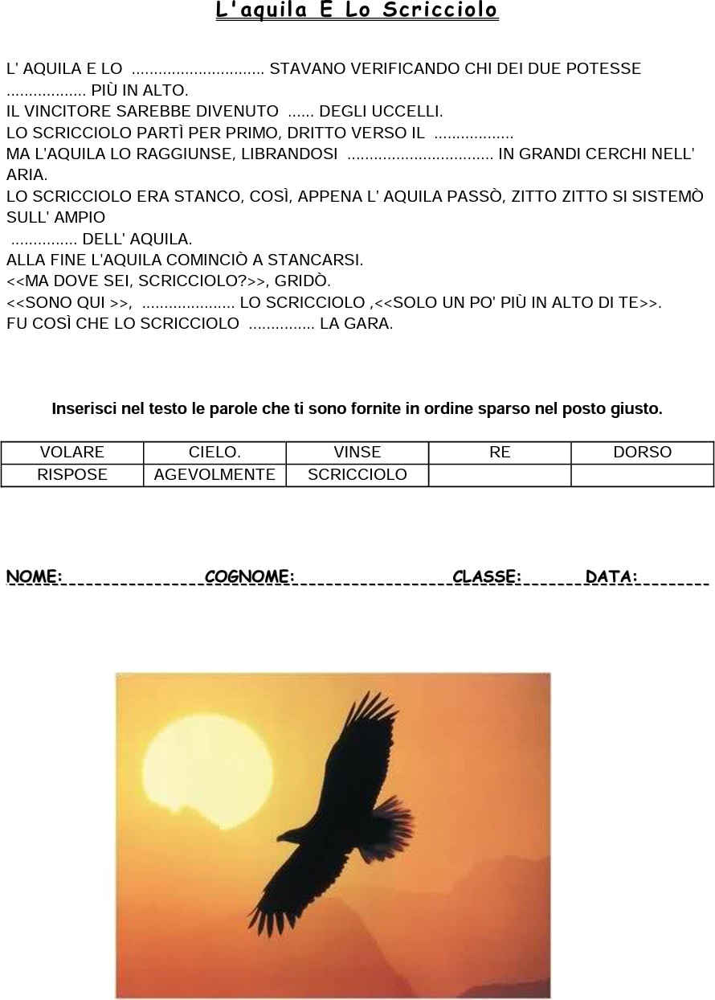 L'aquila E Lo Scricciolo
L' AQUILA E LO .............................. STAVANO VERIFICANDO CHI DEI DUE POTESSE
.................. PIÙ IN ALTO.
IL VINCITORE SAREBBE DIVENUTO ...... DEGLI UCCELLI.
LO SCRICCIOLO PARTÌ PER PRIMO, DRITTO VERSO IL ..................
MA L'AQUILA LO RAGGIUNSE, LIBRANDOSI ................................. IN GRANDI CERCHI NELL'
ARIA.
LO SCRICCIOLO ERA STANCO, COSÌ, APPENA L' AQUILA PASSÒ, ZITTO ZITTO SI SISTEMÒ
SULL' AMPIO
............... DELL' AQUILA.
ALLA FINE L'AQUILA COMINCIÒ A STANCARSI.
<<MA DOVE SEI, SCRICCIOLO?>>, GRIDÒ.
<<SONO QUI >>, ..................... LO SCRICCIOLO ,<<SOLO UN PO' PIÙ IN ALTO DI TE>>.
FU COSÌ CHE LO SCRICCIOLO ............... LA GARA.
Inserisci nel testo le parole che ti sono fornite in ordine sparso nel posto giusto.
VOLARE CIELO. VINSE RE DORSO
RISPOSE AGEVOLMENTE SCRICCIOLO
NOME:_________________COGNOME:___________________CLASSE:________DATA:_________